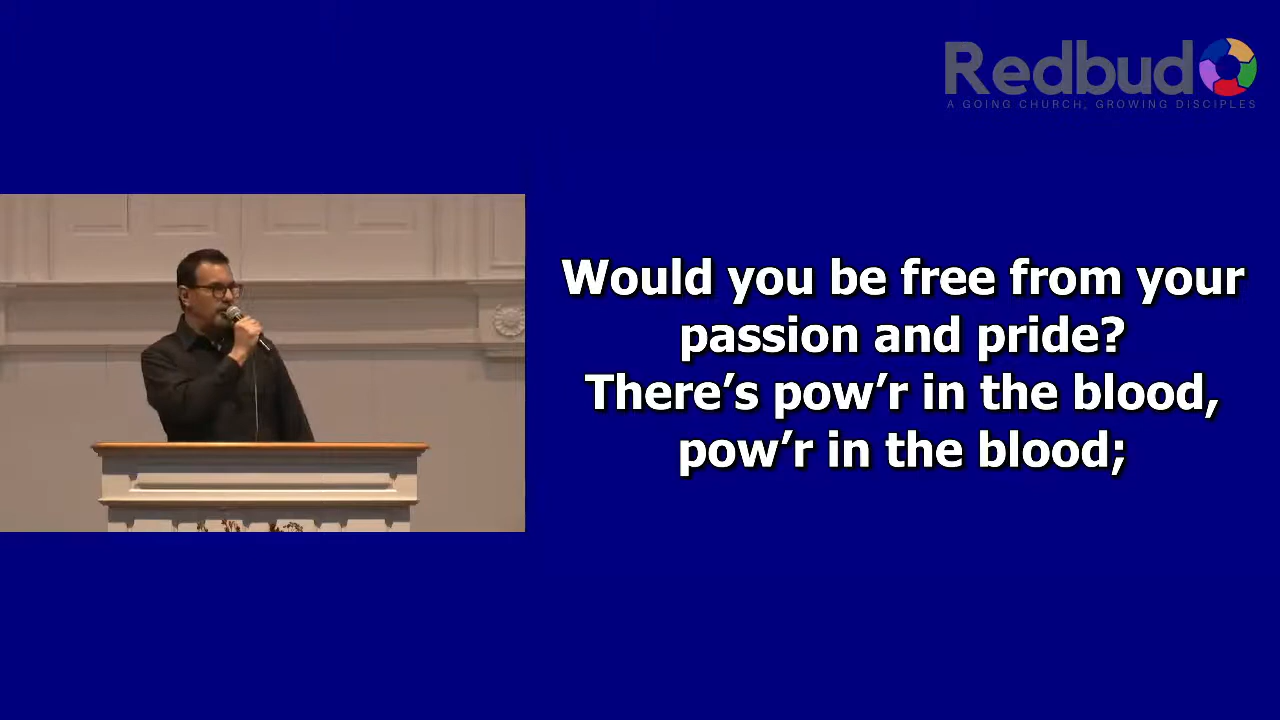 Redbud
A GOING CHURCH, GROWING DISCIPLES
Would you be free from your
passion and pride?
There’s pow’r in the blood,
pow’r in the blood;